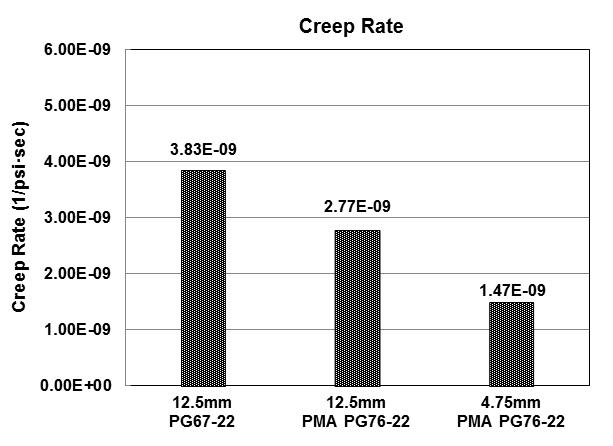 Creep Rate
6.00E-09
5.00E-09
4.00E-09
3.00E-09
2.00E-09
1.00E-09
0.00E+00
Creep Rate (1/psi·sec)
3.83E-09
2.77E-09
1.47E-09
12.5mm
PG67-22
12.5mm
PMA PG76-22
4.75mm
PMA PG76-22